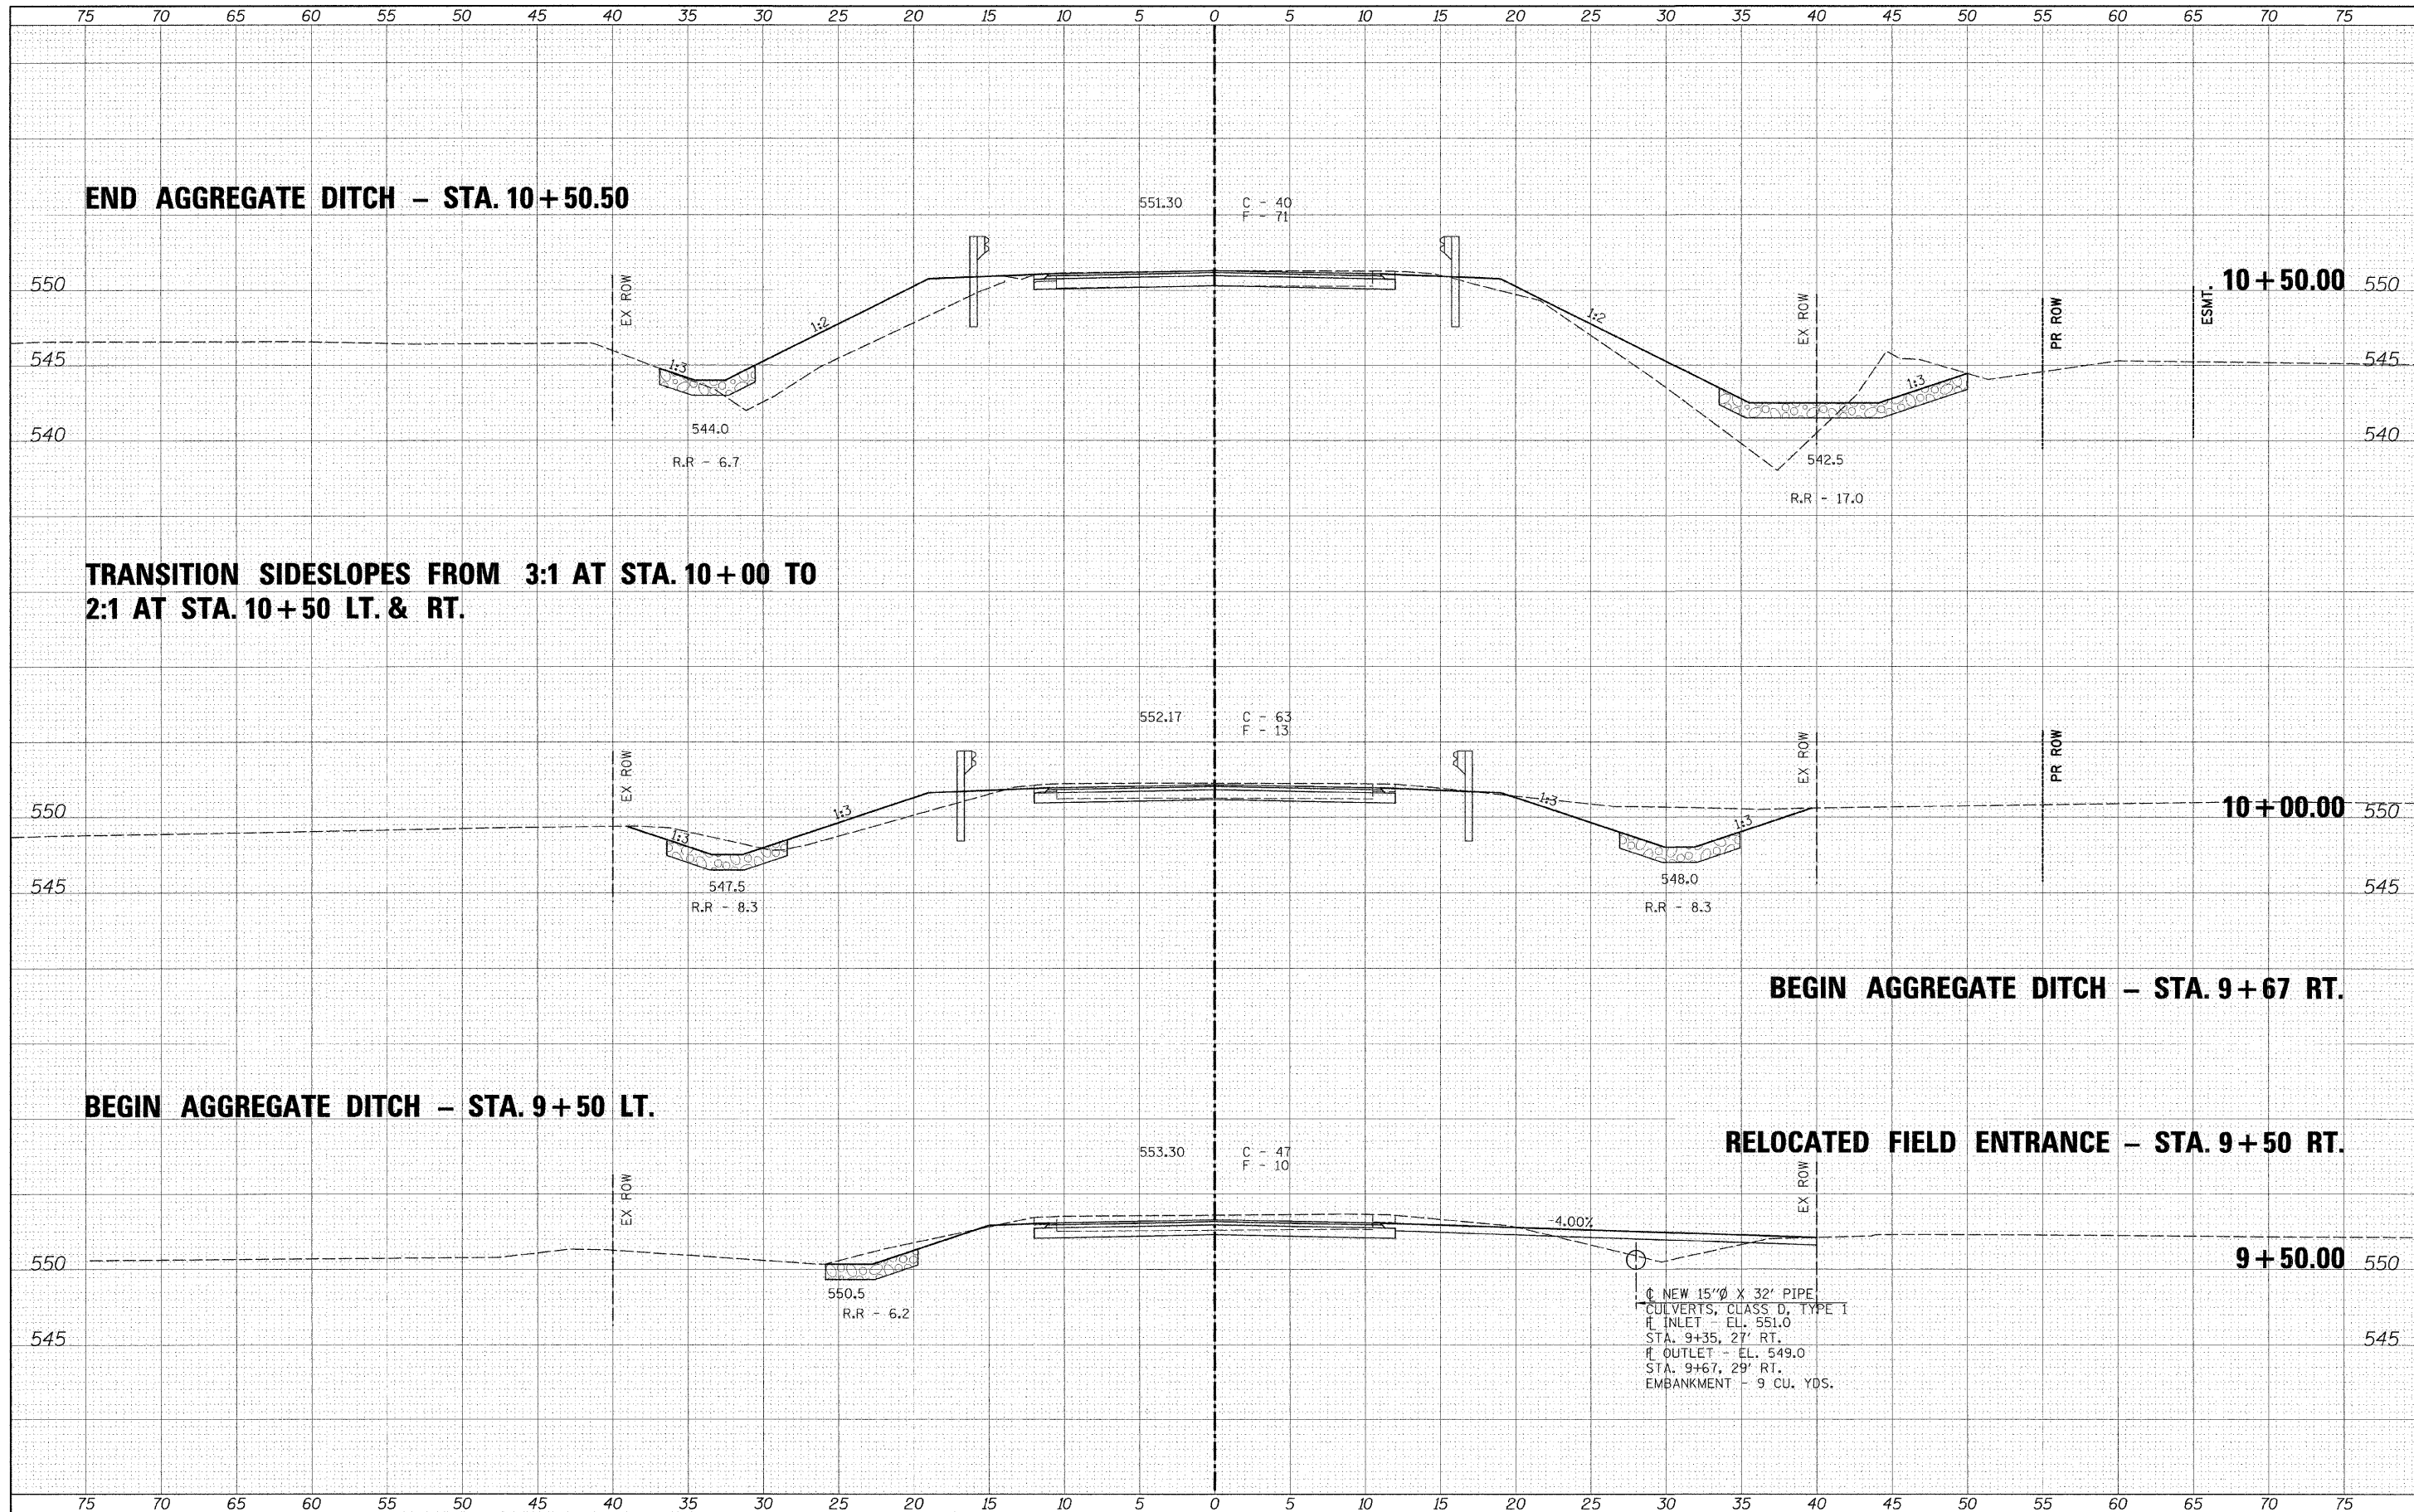 75 70 65 60 55 50 45 40 35 30 25 20 15 10 5 0 5 10 15 20 25 30 35 40 45 50 55 60 65 70 75
END AGGREGATE DITCH – STA. 10+50.50
551.30 C - 40
F - 71
EX ROW
EX ROW
PR ROW
ESMT.
10+50.00
550
550
1:2
1:2
545
1:3
1:3
545
540
544.0
R.R - 6.7
542.5
540
R.R - 17.0
TRANSITION SIDESLOPES FROM 3:1 AT STA. 10+00 TO
2:1 AT STA. 10+50 LT. & RT.
552.17 C - 63
F - 13
EX ROW
EX ROW
PR ROW
550
1:3
1:3
10+00.00
550
1:3
1:3
545
547.5
R.R - 8.3
548.0
R.R - 8.3
545
BEGIN AGGREGATE DITCH – STA. 9+67 RT.
BEGIN AGGREGATE DITCH – STA. 9+50 LT.
RELOCATED FIELD ENTRANCE – STA. 9+50 RT.
553.30 C - 47
F - 10
EX ROW
EX ROW
-4.00%
550
9+50.00
550
550.5
R.R - 6.2
℄ NEW 15"Ø X 32' PIPE
CULVERTS, CLASS D, TYPE 1
FL INLET - EL. 551.0
STA. 9+35, 27' RT.
FL OUTLET - EL. 549.0
STA. 9+67, 29' RT.
EMBANKMENT - 9 CU. YDS.
545
545
75 70 65 60 55 50 45 40 35 30 25 20 15 10 5 0 5 10 15 20 25 30 35 40 45 50 55 60 65 70 75